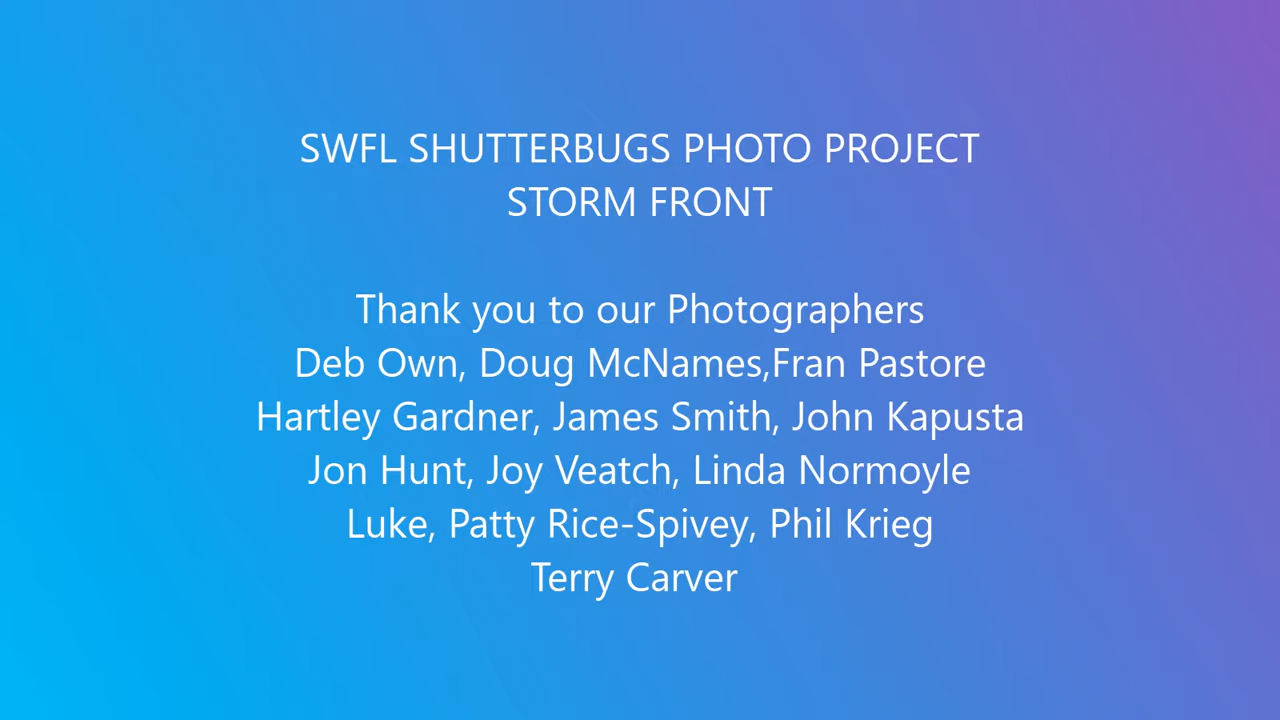 SWFL SHUTTERBUGS PHOTO PROJECT
STORM FRONT
Thank you to our Photographers
Deb Own, Doug McNames,Fran Pastore
Hartley Gardner, James Smith, John Kapusta
Jon Hunt, Joy Veatch, Linda Normoyle
Luke, Patty Rice-Spivey, Phil Krieg
Terry Carver